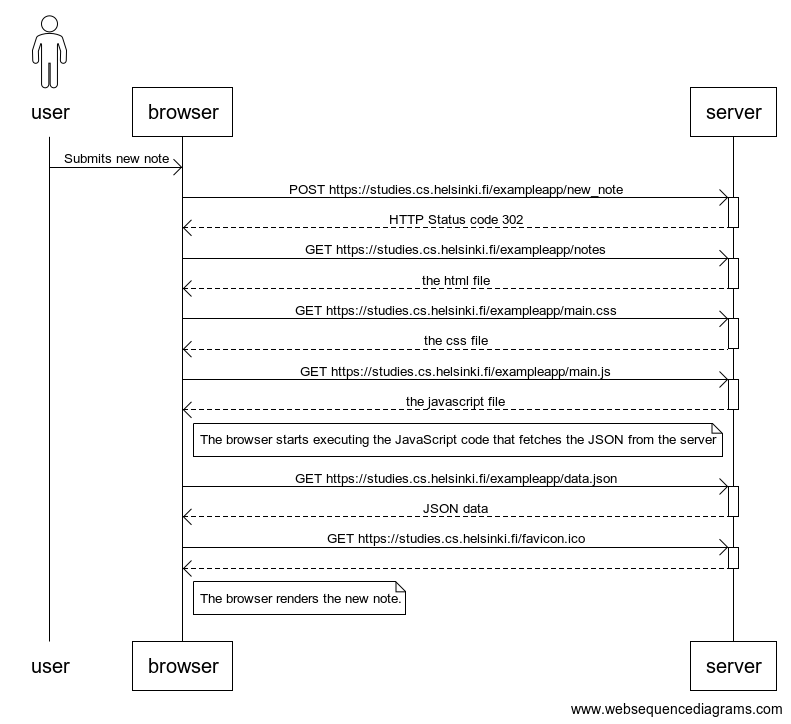 user
browser
server
Submits new note
POST https://studies.cs.helsinki.fi/exampleapp/new_note
HTTP Status code 302
GET https://studies.cs.helsinki.fi/exampleapp/notes
the html file
GET https://studies.cs.helsinki.fi/exampleapp/main.css
the css file
GET https://studies.cs.helsinki.fi/exampleapp/main.js
the javascript file
The browser starts executing the JavaScript code that fetches the JSON from the server
GET https://studies.cs.helsinki.fi/exampleapp/data.json
JSON data
GET https://studies.cs.helsinki.fi/favicon.ico
The browser renders the new note.
user
browser
server
www.websequencediagrams.com